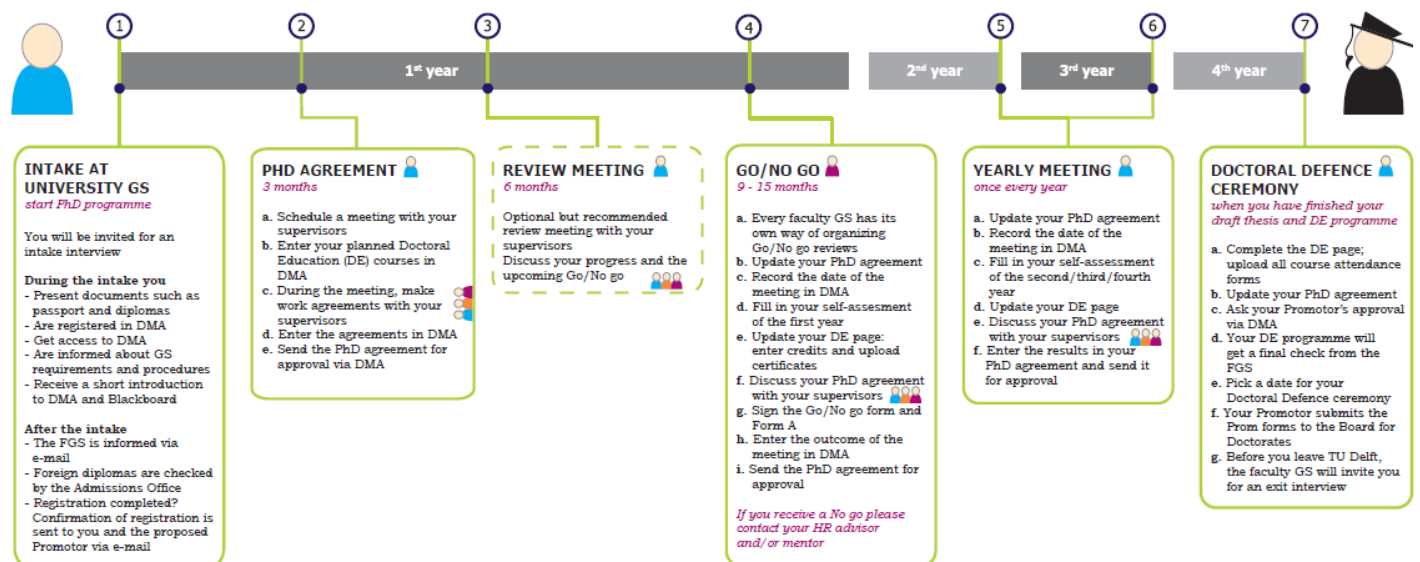 1
2
3
4
5
6
7
1st year
2nd year
3rd year
4th year
INTAKE AT
UNIVERSITY GS
start PhD programme
You will be invited for an
intake interview
During the intake you
- Present documents such as
passport and diplomas
- Are registered in DMA
- Get access to DMA
- Are informed about GS
requirements and procedures
- Receive a short introduction
to DMA and Blackboard
After the intake
- The FGS is informed via
e-mail
- Foreign diplomas are checked
by the Admissions Office
- Registration completed?
Confirmation of registration is
sent to you and the proposed
Promotor via e-mail
PHD AGREEMENT
3 months
a. Schedule a meeting with your
supervisors
b. Enter your planned Doctoral
Education (DE) courses in
DMA
c. During the meeting, make
work agreements with your
supervisors
d. Enter the agreements in DMA
e. Send the PhD agreement for
approval via DMA
REVIEW MEETING
6 months
Optional but recommended
review meeting with your
supervisors
Discuss your progress and the
upcoming Go/No go
GO/NO GO
9 - 15 months
a. Every faculty GS has its
own way of organizing
Go/No go reviews
b. Update your PhD agreement
c. Record the date of the
meeting in DMA
d. Fill in your self-assesment
of the first year
e. Update your DE page:
enter credits and upload
certificates
f. Discuss your PhD agreement
with your supervisors
g. Sign the Go/No go form and
Form A
h. Enter the outcome of the
meeting in DMA
i. Send the PhD agreement for
approval
If you receive a No go please
contact your HR advisor
and/or mentor
YEARLY MEETING
once every year
a. Update your PhD agreement
b. Record the date of the
meeting in DMA
c. Fill in your self-assessment
of the second/third/fourth
year
d. Update your DE page
e. Discuss your PhD agreement
with your supervisors
f. Enter the results in your
PhD agreement and send it
for approval
DOCTORAL DEFENCE
CEREMONY
when you have finished your
draft thesis and DE programme
a. Complete the DE page;
upload all course attendance
forms
b. Update your PhD agreement
c. Ask your Promotor's approval
via DMA
d. Your DE programme will
get a final check from the
FGS
e. Pick a date for your
Doctoral Defence ceremony
f. Your Promotor submits the
Prom forms to the Board for
Doctorates
g. Before you leave TU Delft,
the faculty GS will invite you
for an exit interview